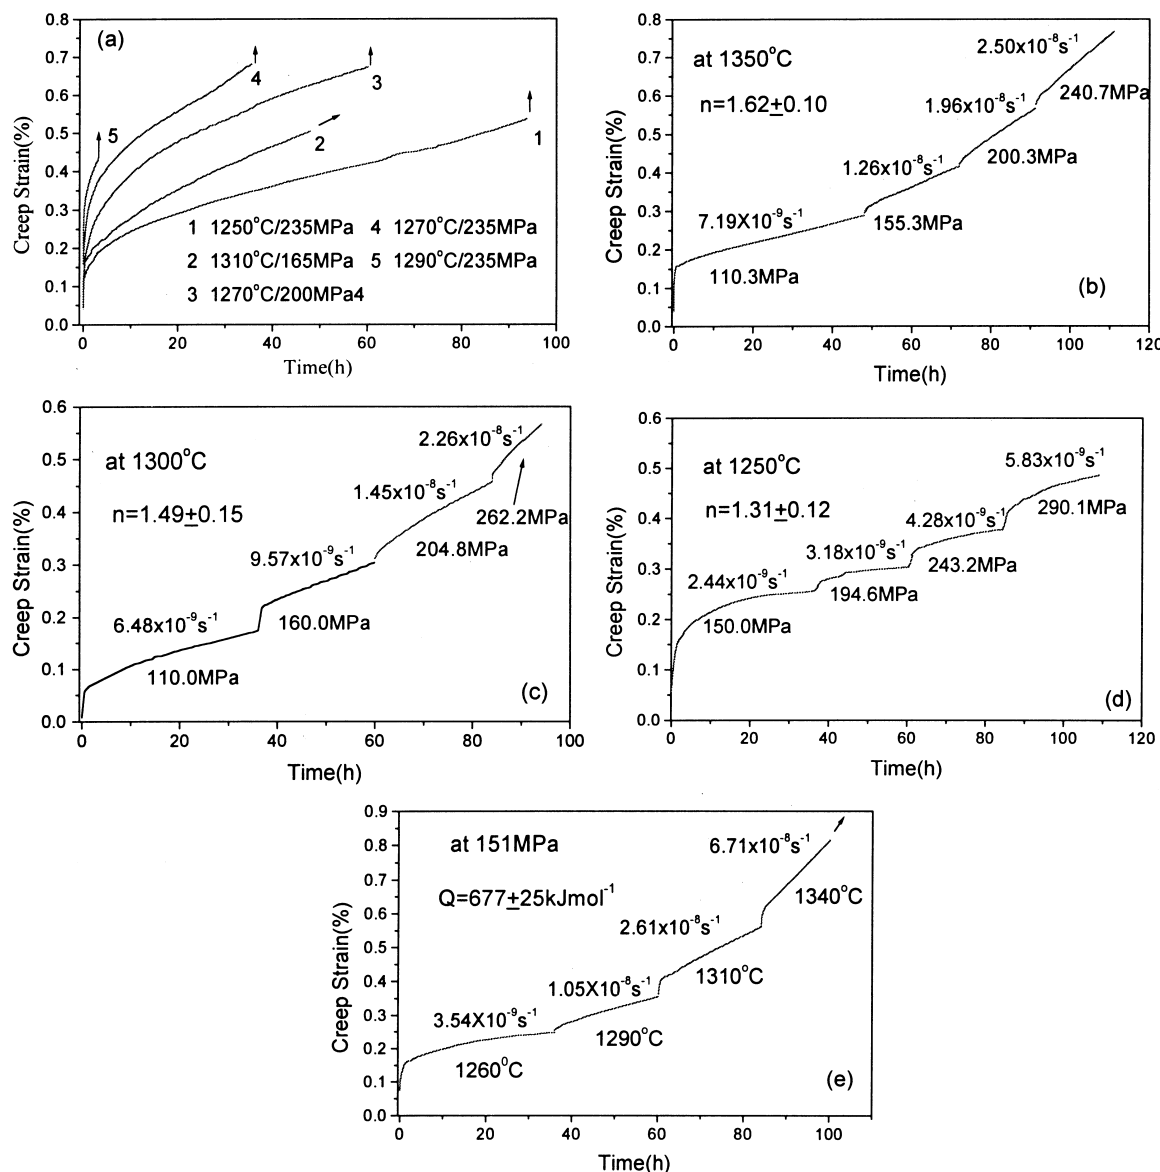 (a)
0.8
0.7
0.6
0.5
0.4
0.3
0.2
0.1
0.0
Creep Strain(%)
4
3
5
2
1
1 1250°C/235MPa 4 1270°C/235MPa
2 1310°C/165MPa 5 1290°C/235MPa
3 1270°C/200MPa4
0 20 40 60 80 100
Time(h)
0.8
0.7
0.6
0.5
0.4
0.3
0.2
0.1
0.0
Creep Strain(%)
at 1350°C
n=1.62±0.10
2.50x10⁻⁸s⁻¹
240.7MPa
1.96x10⁻⁸s⁻¹
200.3MPa
1.26x10⁻⁸s⁻¹
155.3MPa
7.19X10⁻⁹s⁻¹
110.3MPa
(b)
0 20 40 60 80 100 120
Time(h)
0.6
0.5
0.4
0.3
0.2
0.1
0.0
Creep Strain(%)
at 1300°C
n=1.49±0.15
2.26x10⁻⁸s⁻¹
262.2MPa
1.45x10⁻⁸s⁻¹
204.8MPa
9.57x10⁻⁹s⁻¹
160.0MPa
6.48x10⁻⁹s⁻¹
110.0MPa
(c)
0 20 40 60 80 100
Time(h)
0.6
0.5
0.4
0.3
0.2
0.1
0.0
Creep Strain(%)
at 1250°C
n=1.31±0.12
5.83x10⁻⁹s⁻¹
290.1MPa
4.28x10⁻⁹s⁻¹
243.2MPa
3.18x10⁻⁹s⁻¹
194.6MPa
2.44x10⁻⁹s⁻¹
150.0MPa
(d)
0 20 40 60 80 100 120
Time(h)
0.9
0.8
0.7
0.6
0.5
0.4
0.3
0.2
0.1
0.0
Creep Strain(%)
at 151MPa
Q=677±25kJmol⁻¹
6.71x10⁻⁸s⁻¹
1340°C
2.61x10⁻⁸s⁻¹
1310°C
1.05X10⁻⁸s⁻¹
1290°C
3.54X10⁻⁹s⁻¹
1260⁰C
(e)
0 20 40 60 80 100
Time(h)